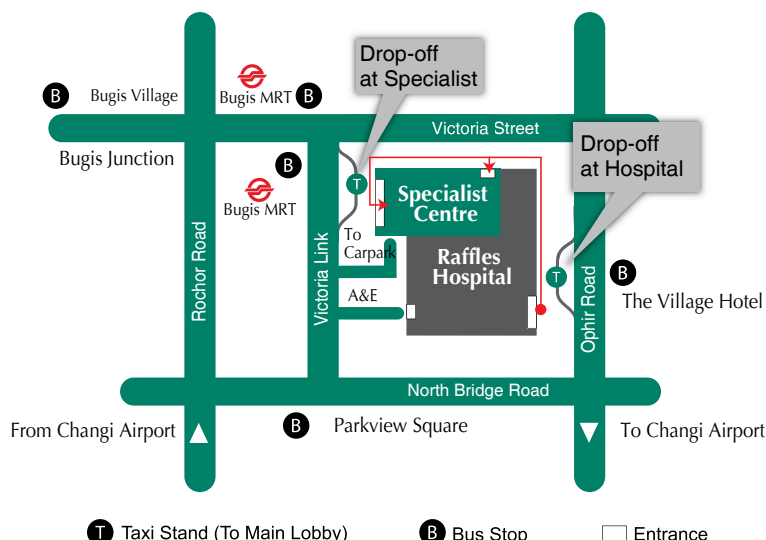 Drop-off
at Specialist
B
Bugis Village
Bugis MRT
B
Victoria Street
Drop-off
at Hospital
Bugis Junction
B
Bugis MRT
T
Specialist
Centre
To
Carpark
Raffles
Hospital
T
B
A&E
The Village Hotel
Rochor Road
Victoria Link
Ophir Road
North Bridge Road
From Changi Airport
B
Parkview Square
To Changi Airport
T Taxi Stand (To Main Lobby)
B Bus Stop
Entrance